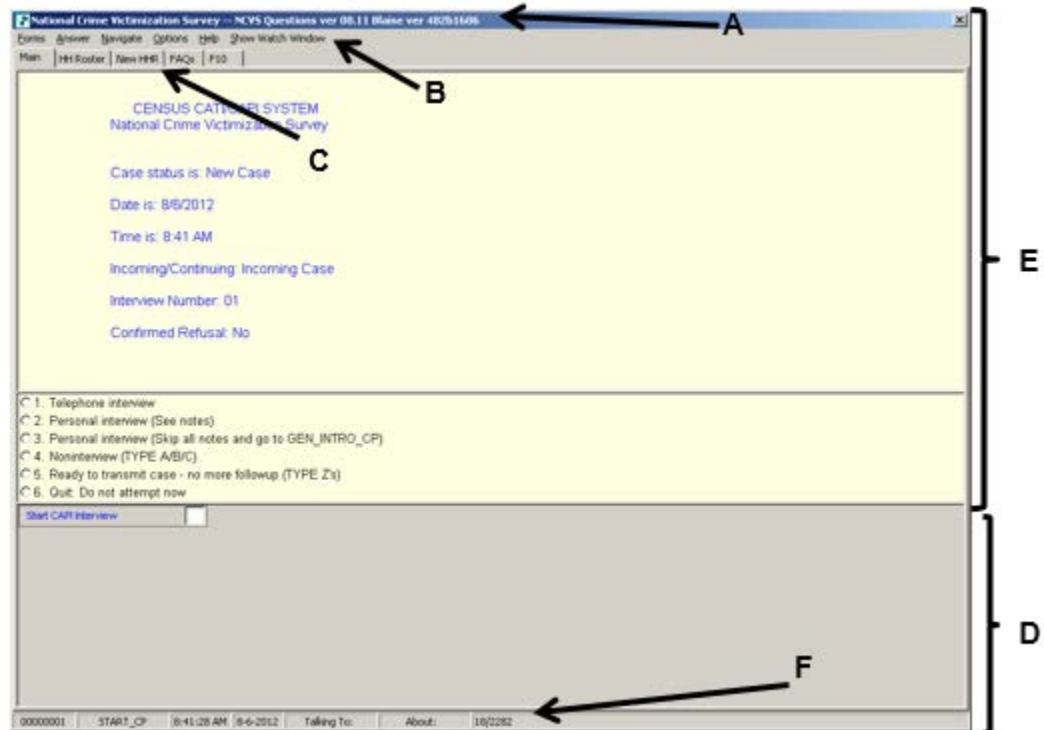 National Crime Victimization Survey -- NCVS Questions ver 08.11 Blaise ver 482b1606
A
Forms Answer Navigate Options Help Show Watch Window
B
Main HH Roster New HHR FAQs F10
C
CENSUS CATI/CAPI SYSTEM
National Crime Victimization Survey
Case status is: New Case
Date is: 8/6/2012
Time is: 8:41 AM
Incoming/Continuing: Incoming Case
E
Interview Number: 01
Confirmed Refusal: No
1. Telephone interview
2. Personal interview (See notes)
3. Personal interview (Skip all notes and go to GEN_INTRO_CP)
4. Noninterview (TYPE A/B/C)
5. Ready to transmit case - no more followup (TYPE Z's)
6. Quit: Do not attempt now
Start CAPI Interview
D
F
00000001 START_CP 8:41:28 AM 8-6-2012 Talking To: About: 18/2282